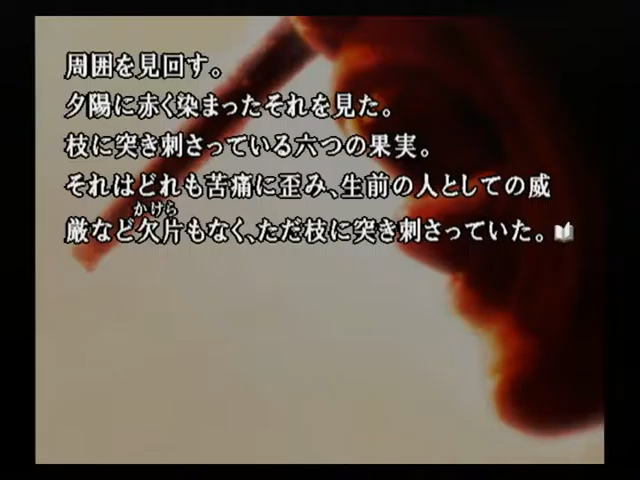 周囲を見回す。
夕陽に赤く染まったそれを見た。
枝に突き刺さっている六つの果実。
それはどれも苦痛に歪み、生前の人としての威
かけら
厳など欠片もなく、ただ枝に突き刺さっていた。